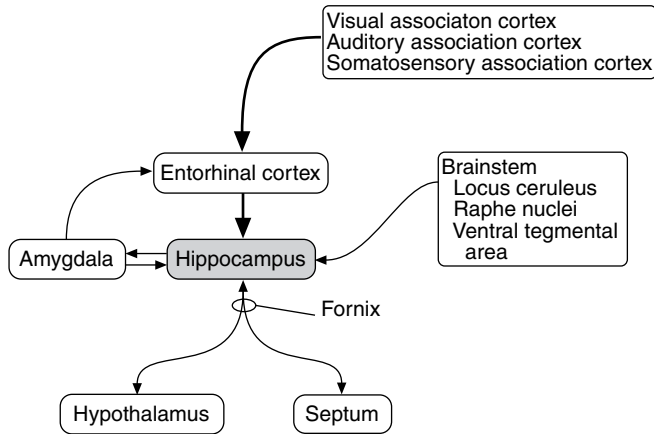 Visual associaton cortex
Auditory association cortex
Somatosensory association cortex
Entorhinal cortex
Brainstem
Locus ceruleus
Raphe nuclei
Ventral tegmental
area
Amygdala
Hippocampus
Fornix
Hypothalamus
Septum